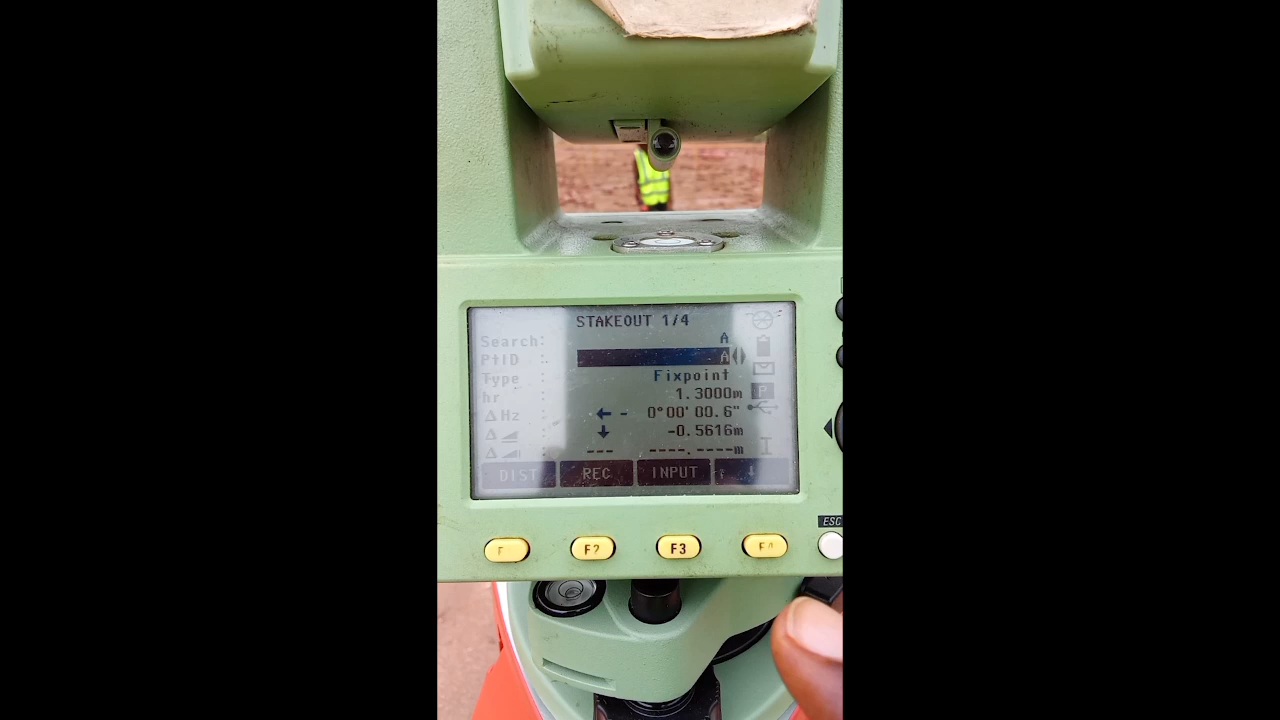 STAKEOUT 1/4
Search: A
PtID : A
Type : Fixpoint
hr : 1.3000m
Δ Hz : ← - 0°00'00.6"
Δ ◢ : ↓ -0.5616m
Δ ◢ : --- ----.----m
DIST REC INPUT ↓
P
I
ESC
F F2 F3 F4